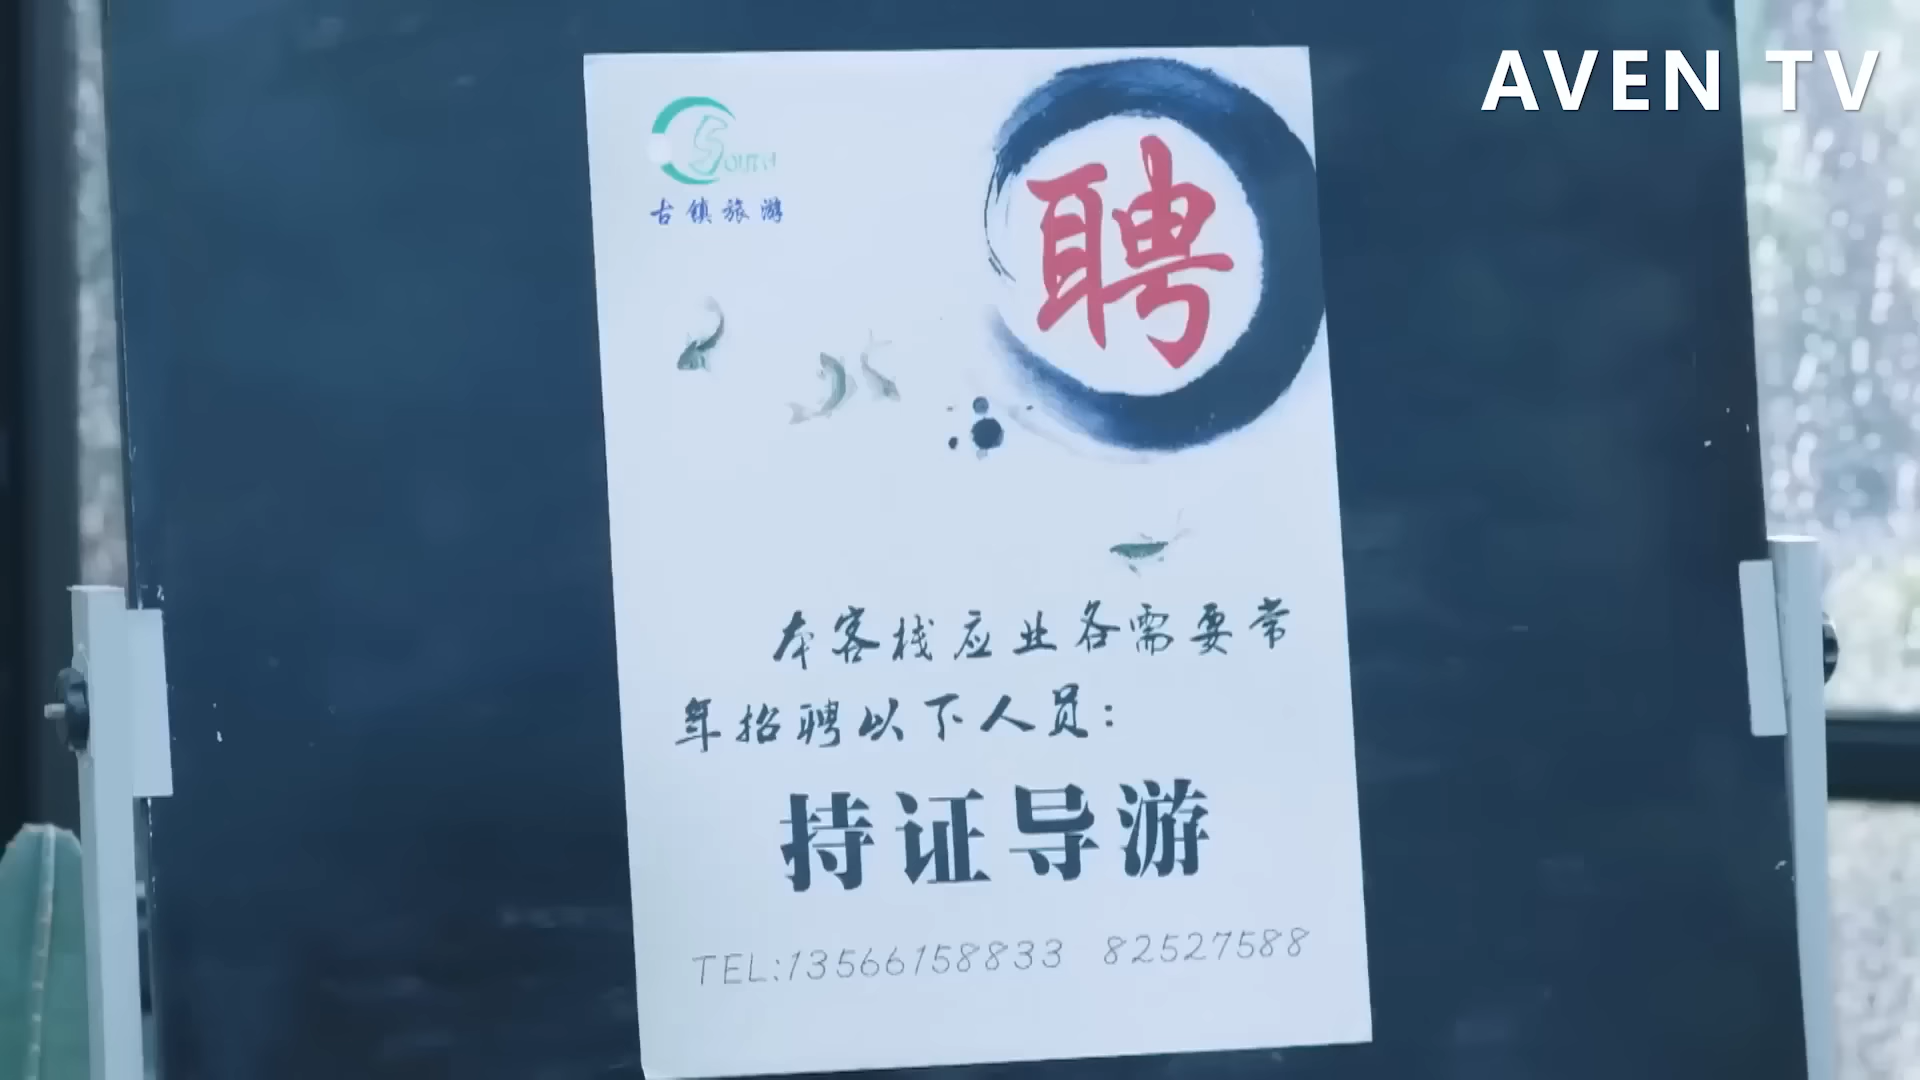 AVEN TV
South
古镇旅游
聘
本客栈应业务需要常
年招聘以下人员：
持证导游
TEL:13566158833 82527588